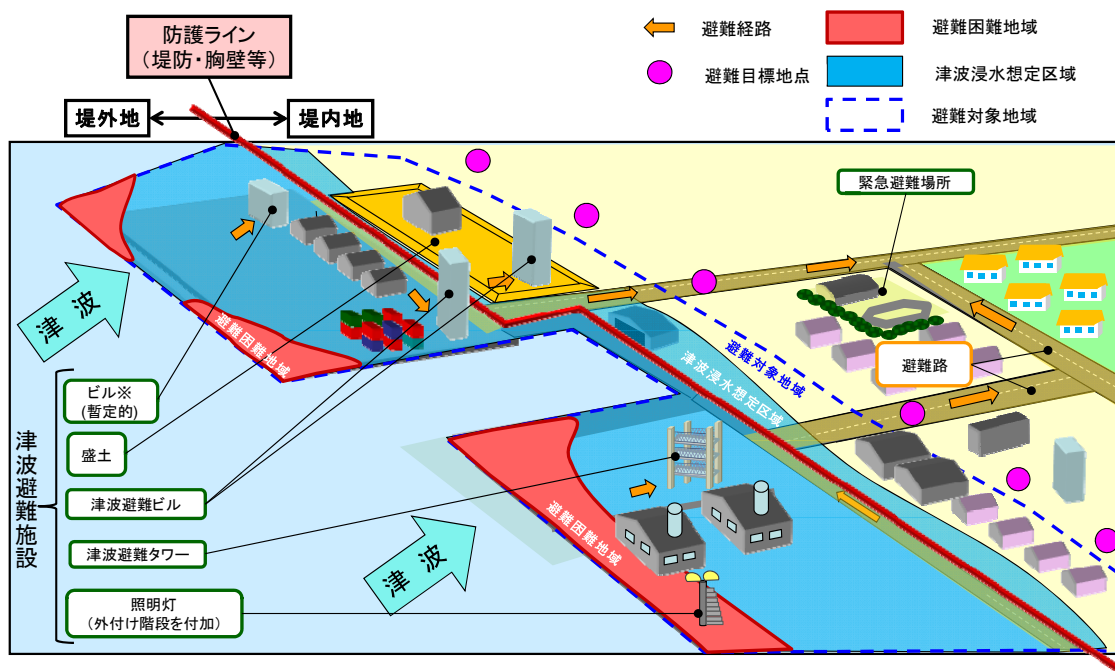 防護ライン
(堤防・胸壁等)
堤外地
堤内地
避難経路
避難目標地点
避難困難地域
津波浸水想定区域
避難対象地域
緊急避難場所
津波
避難困難地域
避難対象地域
津波浸水想定区域
避難路
津波避難施設
ビル※
(暫定的)
盛土
津波避難ビル
津波避難タワー
照明灯
(外付け階段を付加)
津波
避難困難地域